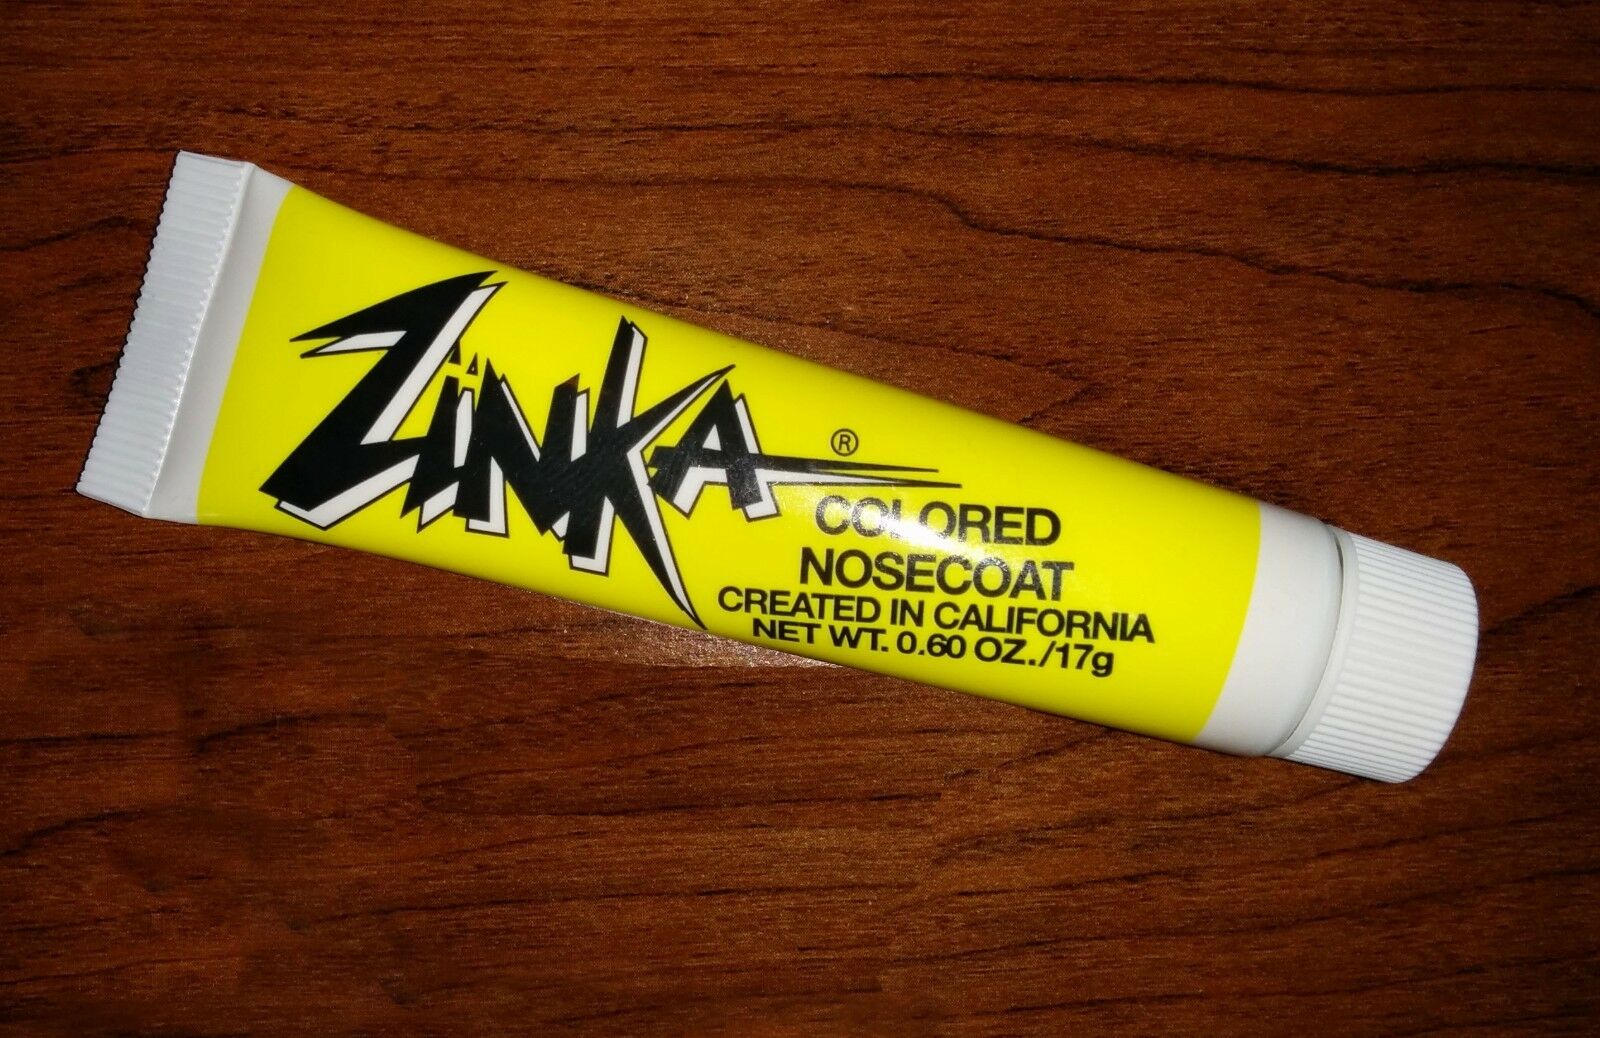 ZINKA®
COLORED
NOSECOAT
CREATED IN CALIFORNIA
NET WT. 0.60 OZ./17g